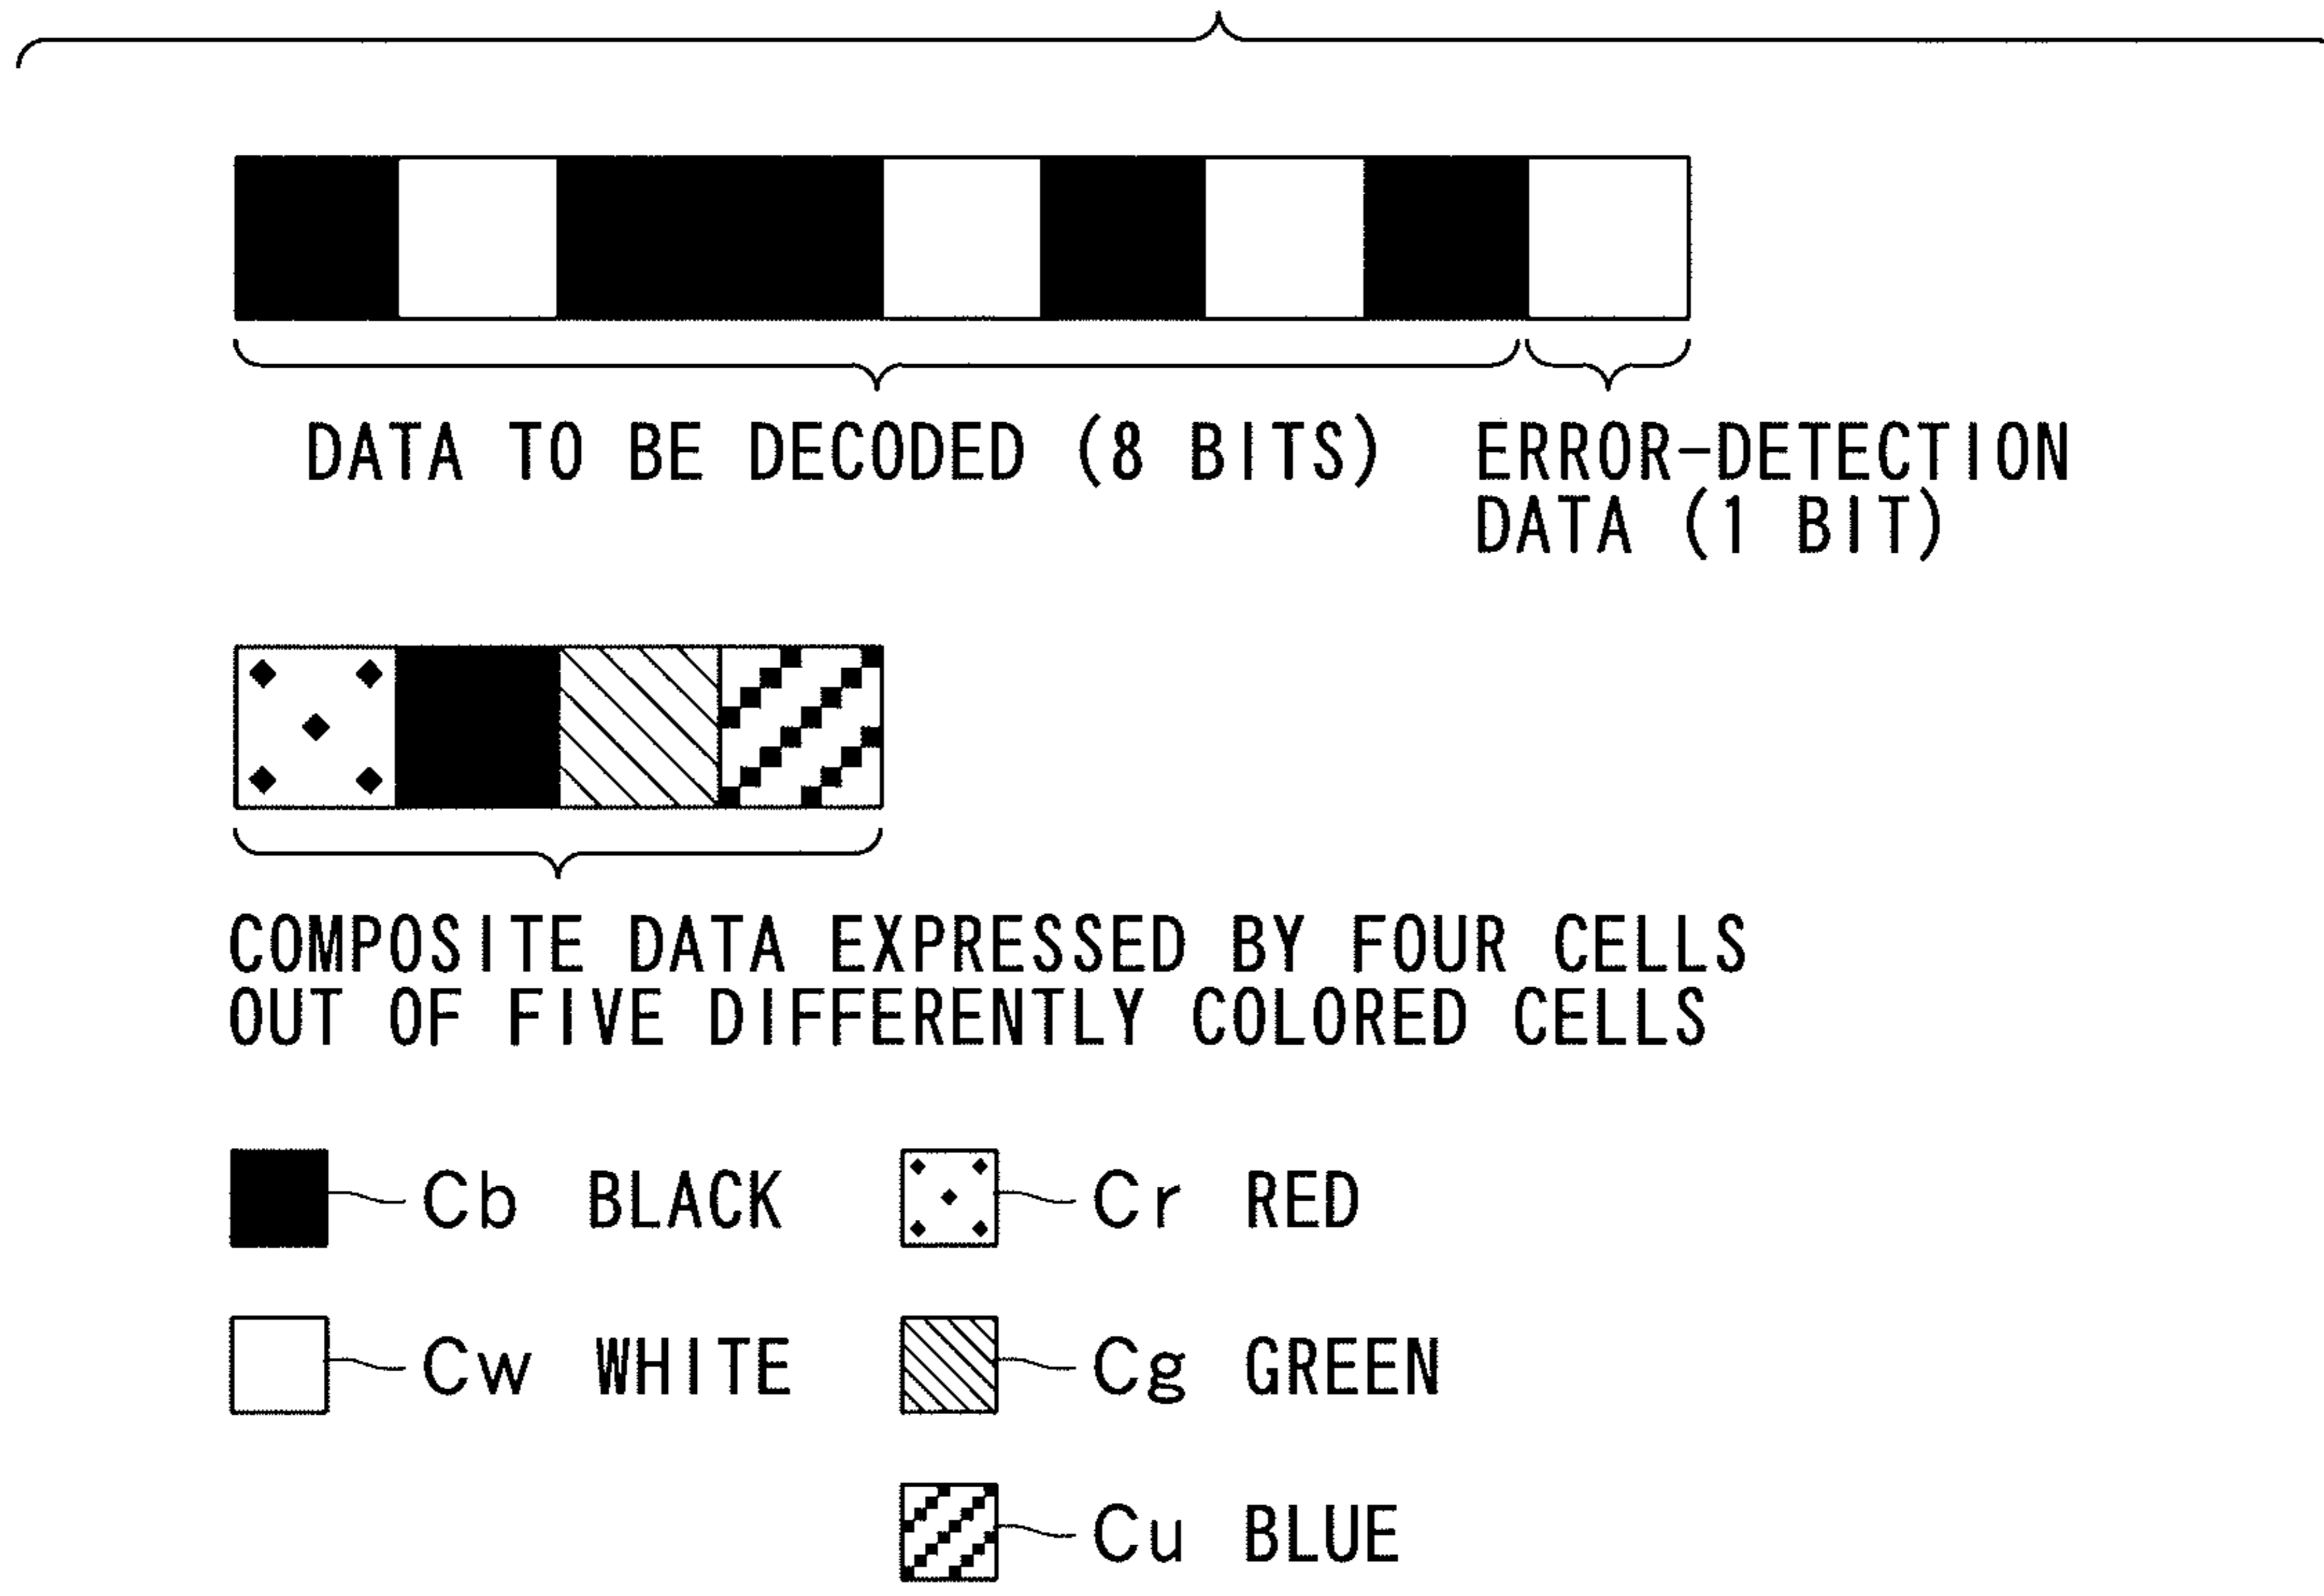 DATA TO BE DECODED (8 BITS)
ERROR-DETECTION
DATA (1 BIT)
COMPOSITE DATA EXPRESSED BY FOUR CELLS
OUT OF FIVE DIFFERENTLY COLORED CELLS
Cb BLACK
Cr RED
Cw WHITE
Cg GREEN
Cu BLUE